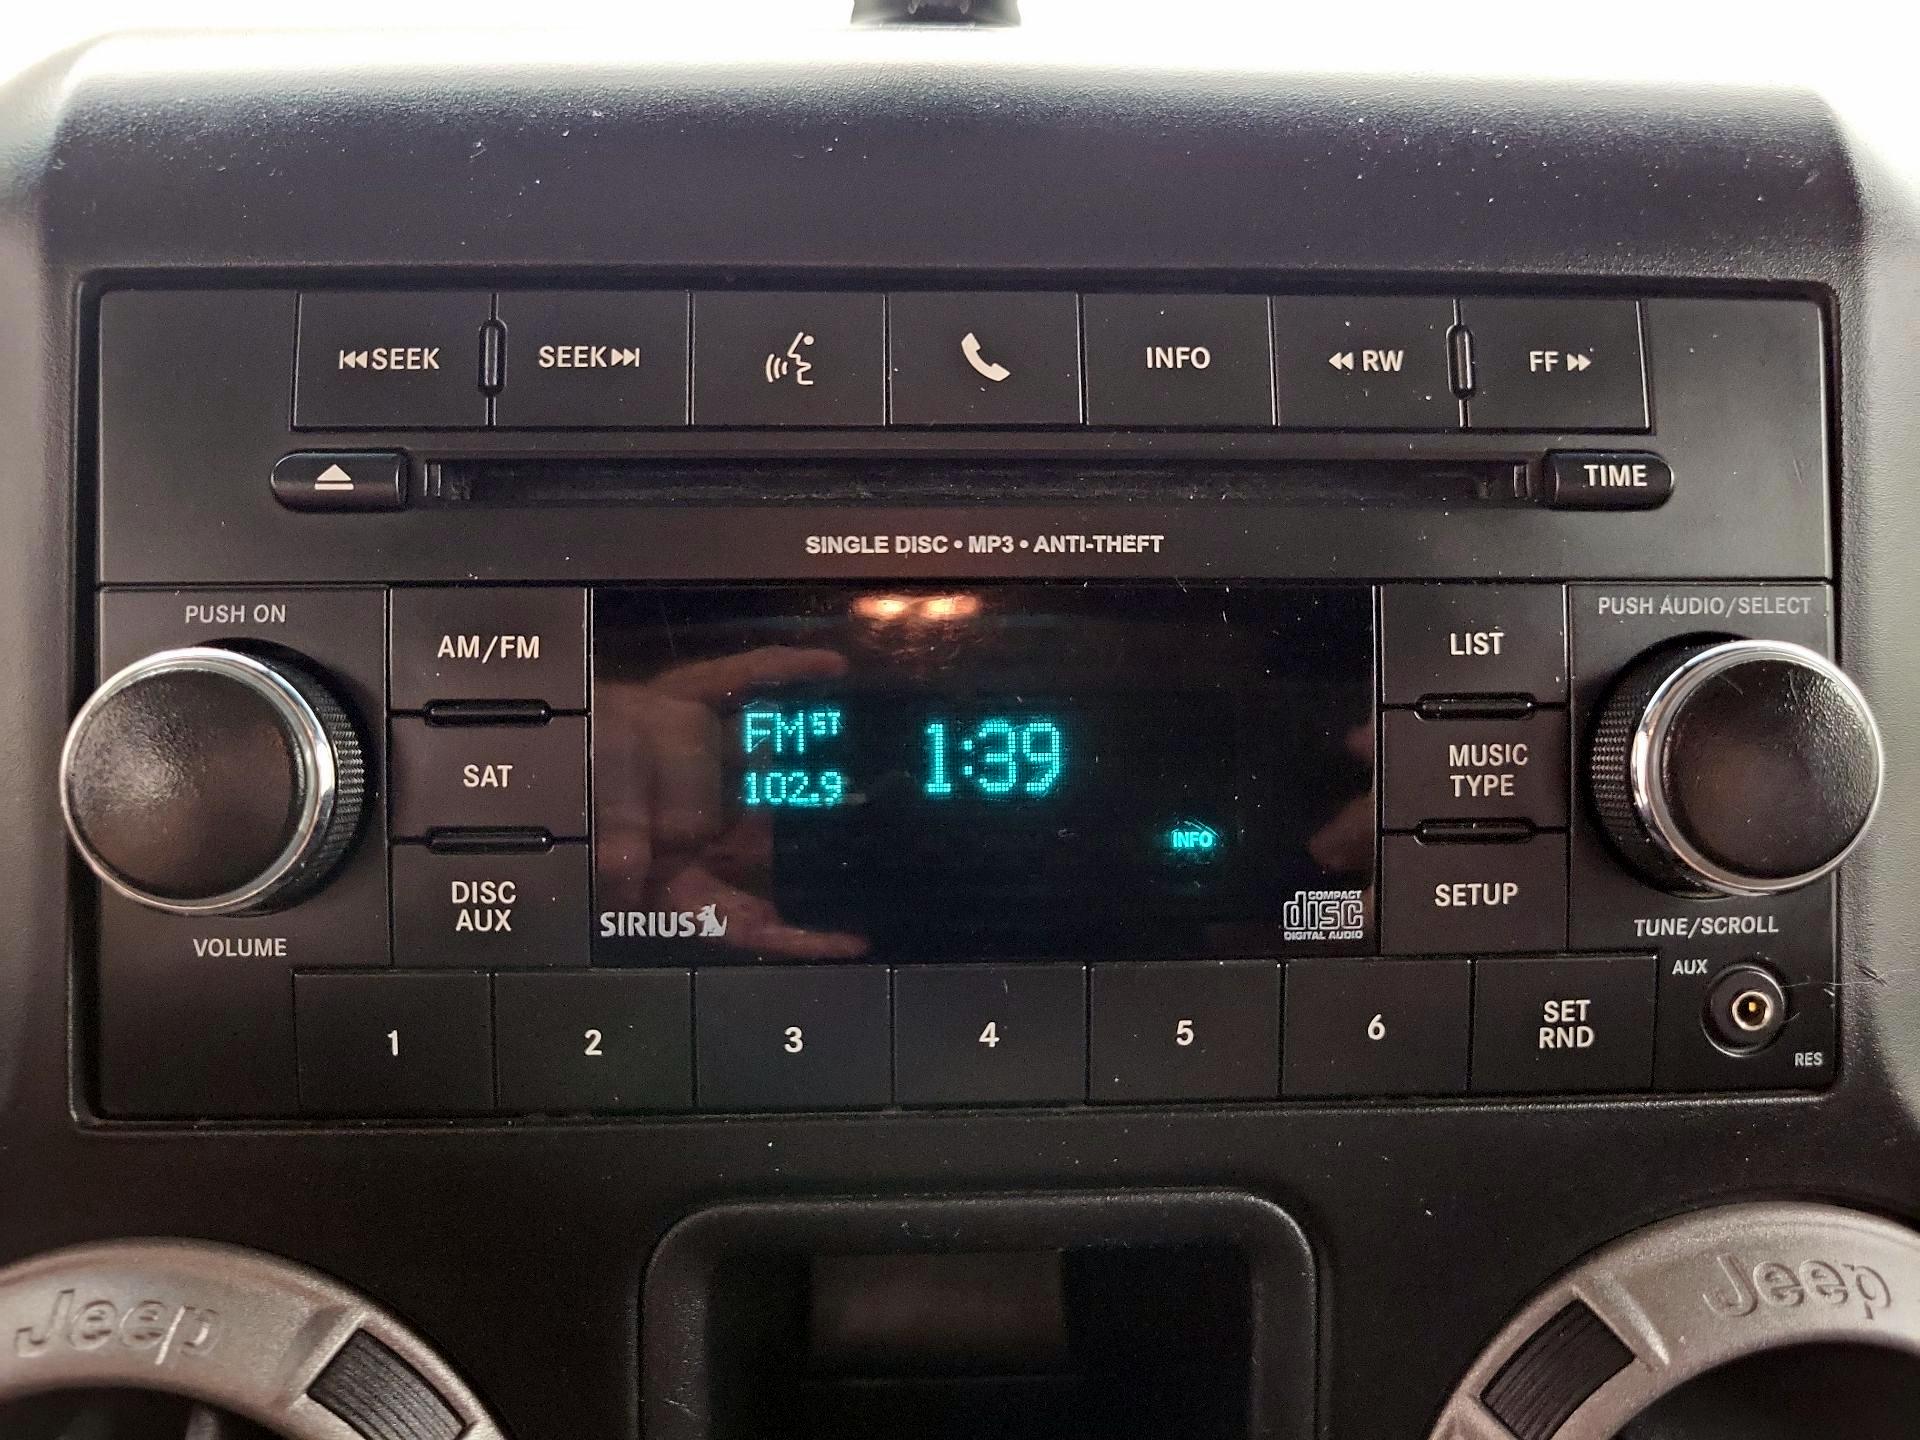 SEEK
SEEK
INFO
RW
FF
TIME
SINGLE DISC • MP3 • ANTI-THEFT
PUSH ON
AM/FM
LIST
PUSH AUDIO/SELECT
FM ST
1:39
102.9
SAT
MUSIC
TYPE
INFO
DISC
AUX
SETUP
SIRIUS
COMPACT
disc
DIGITAL AUDIO
VOLUME
TUNE/SCROLL
AUX
1
2
3
4
5
6
SET
RND
RES
Jeep
Jeep